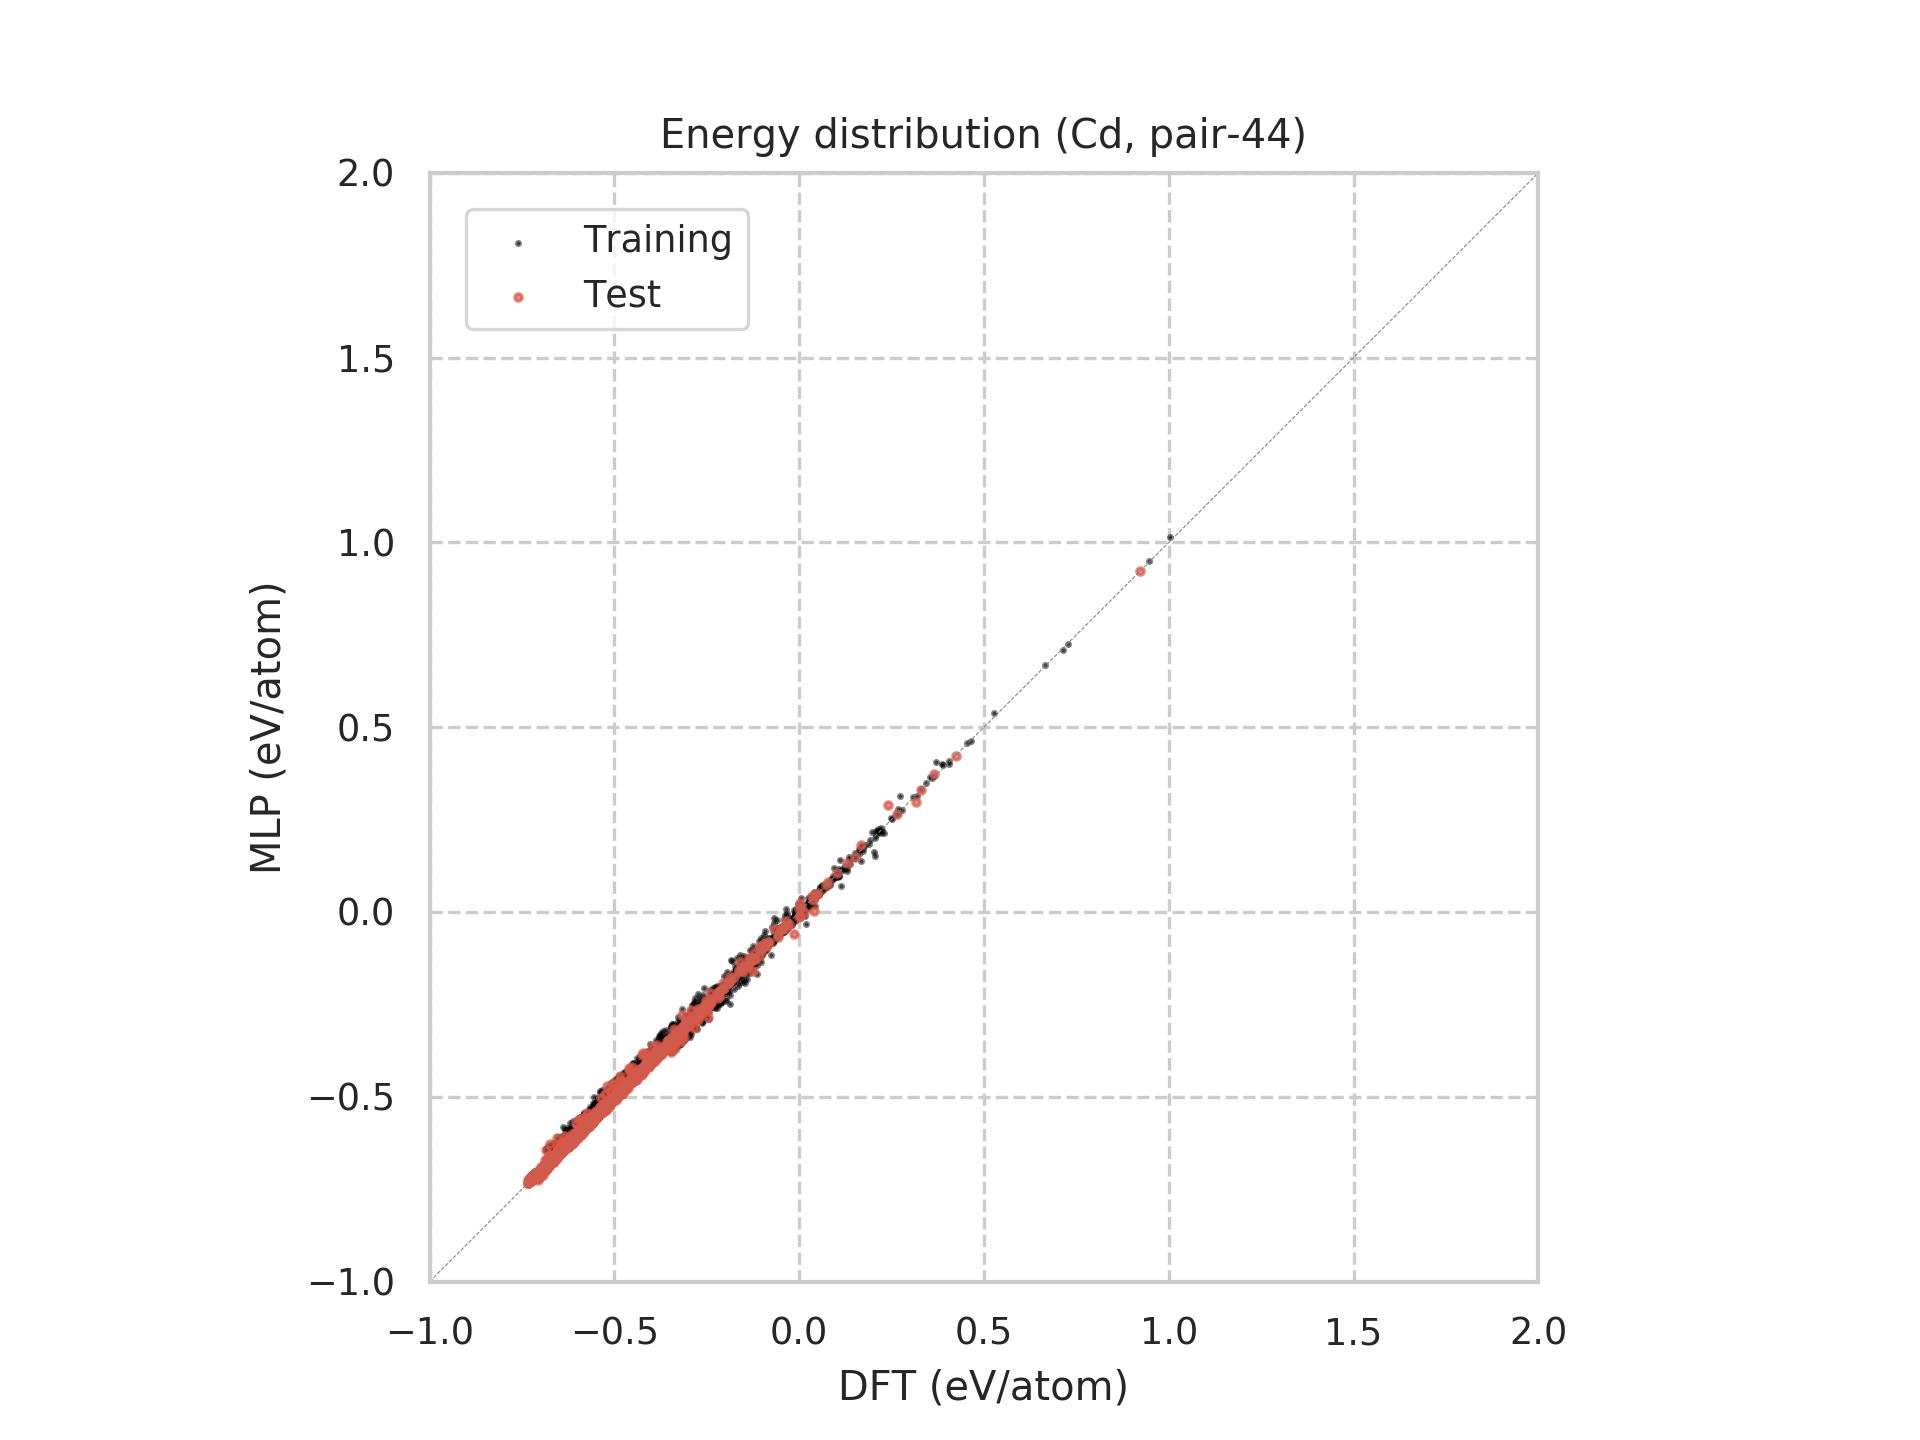 Energy distribution (Cd, pair-44)
Training
Test
2.0
1.5
1.0
0.5
0.0
−0.5
−1.0
MLP (eV/atom)
−1.0 −0.5 0.0 0.5 1.0 1.5 2.0
DFT (eV/atom)